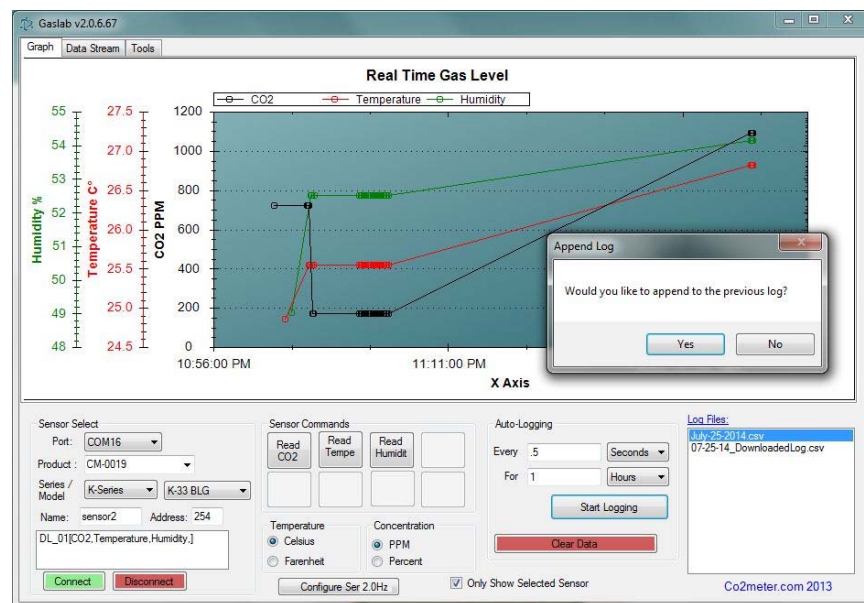 Gaslab v2.0.6.67
Graph Data Stream Tools
Real Time Gas Level
CO2 Temperature Humidity
55 27.5 1200
54 27.0 1000
53 26.5 800
52 26.0 600
51
50 25.5 400
49 25.0 200
48 24.5 0
Humidity %
Temperature C°
CO2 PPM
10:56:00 PM 11:11:00 PM
X Axis
Append Log
Would you like to append to the previous log?
Yes No
Sensor Select
Port: COM16
Product : CM-0019
Series / Model K-Series K-33 BLG
Name: sensor2 Address: 254
DL_01[CO2,Temperature,Humidity,]
Connect Disconnect
Sensor Commands
Read CO2
Read Tempe
Read Humidit
Temperature
Celsius
Farenheit
Concentration
PPM
Percent
Configure Ser 2.0Hz
Only Show Selected Sensor
Auto-Logging
Every .5 Seconds
For 1 Hours
Start Logging
Clear Data
Log Files:
July-25-2014.csv
07-25-14_DownloadedLog.csv
Co2meter.com 2013